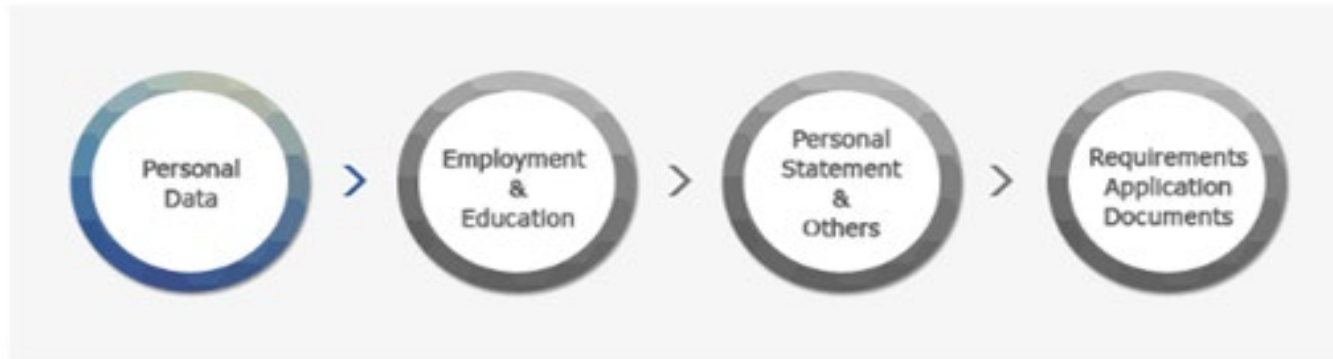 Personal
Data
Employment
&
Education
Personal
Statement
&
Others
Requirements
Application
Documents